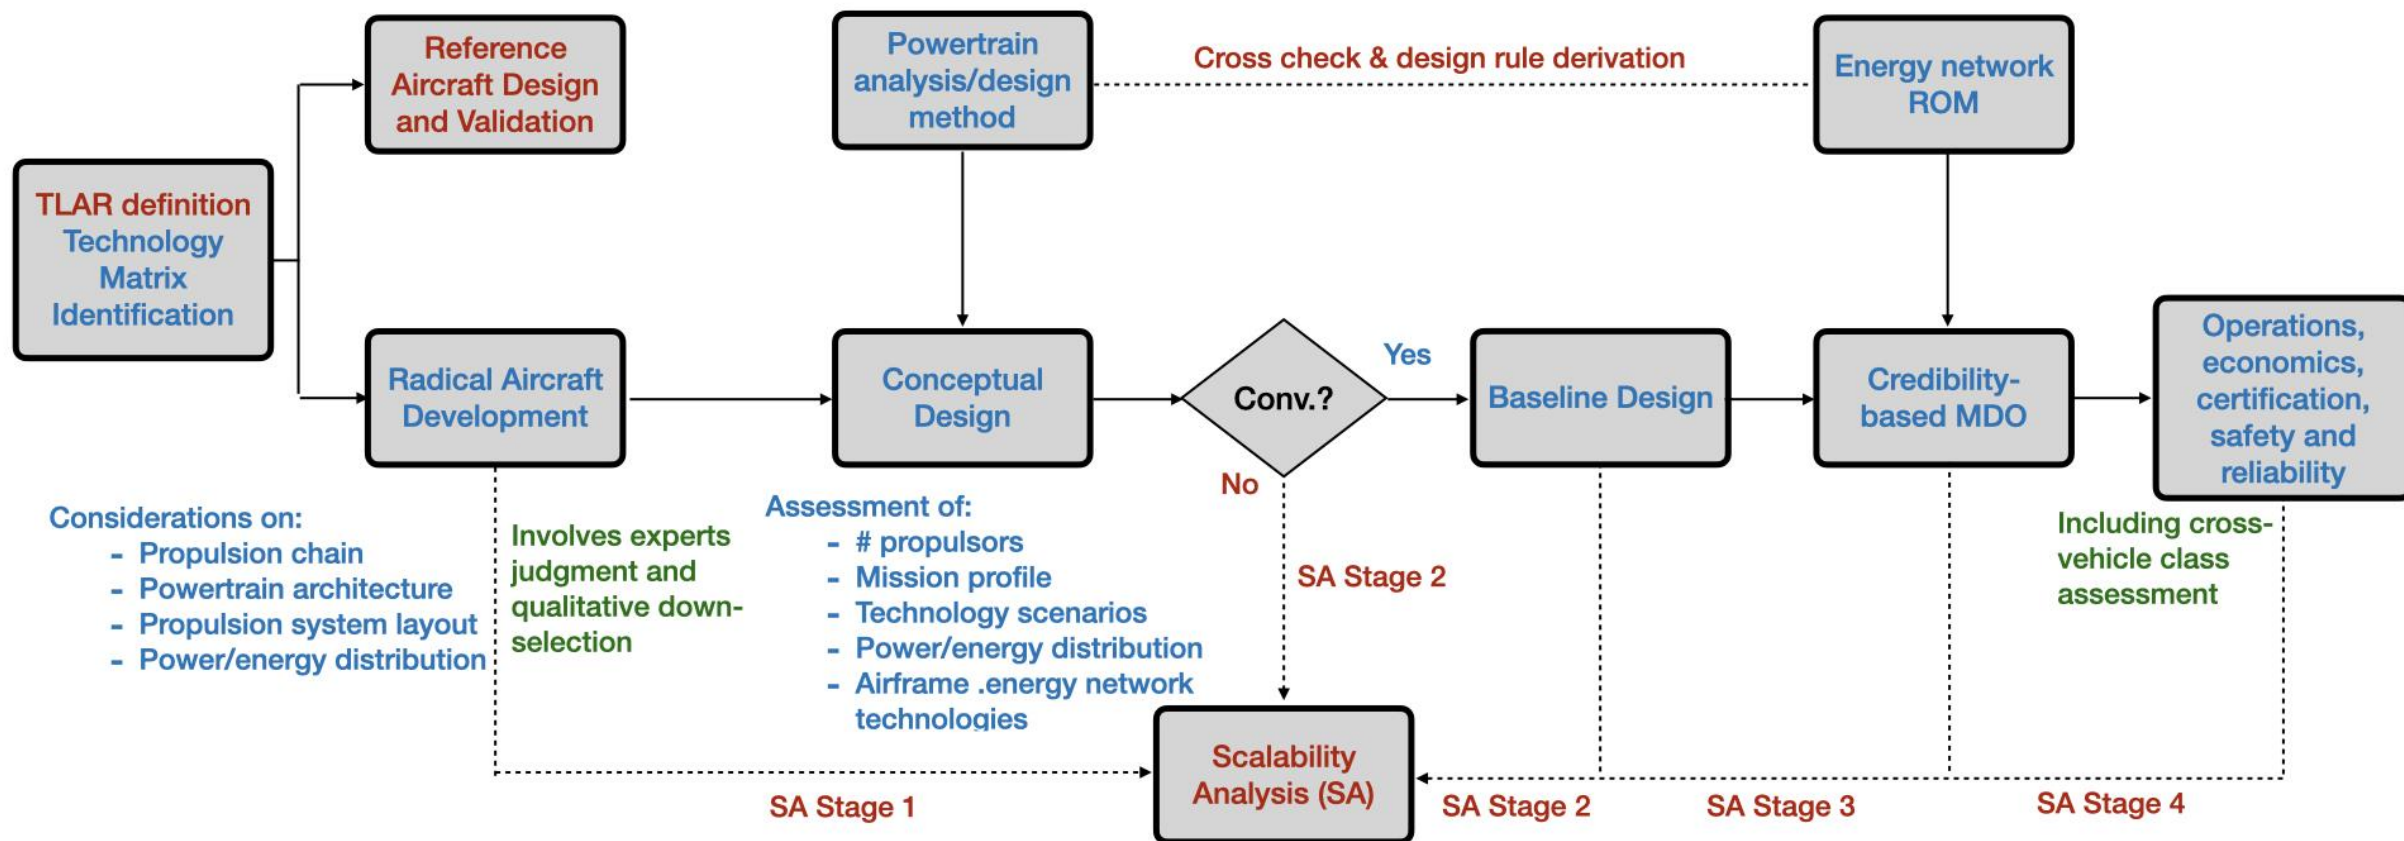 Reference
Aircraft Design
and Validation
Powertrain
analysis/design
method
Cross check & design rule derivation
Energy network
ROM
TLAR definition
Technology
Matrix
Identification
Radical Aircraft
Development
Conceptual
Design
Conv.?
Yes
No
Baseline Design
Credibility-
based MDO
Operations,
economics,
certification,
safety and
reliability
Considerations on:
- Propulsion chain
- Powertrain architecture
- Propulsion system layout
- Power/energy distribution
Involves experts
judgment and
qualitative down-
selection
Assessment of:
- # propulsors
- Mission profile
- Technology scenarios
- Power/energy distribution
- Airframe .energy network
technologies
SA Stage 2
Including cross-
vehicle class
assessment
Scalability
Analysis (SA)
SA Stage 1
SA Stage 2
SA Stage 3
SA Stage 4